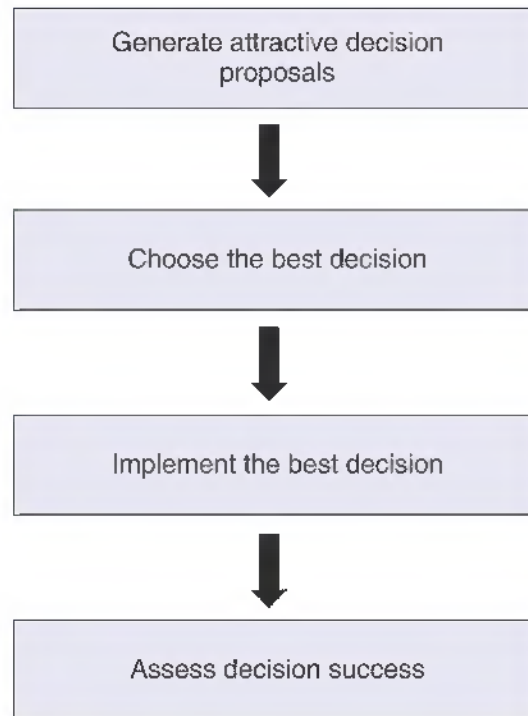 Generate attractive decision
proposals
Choose the best decision
Implement the best decision
Assess decision success